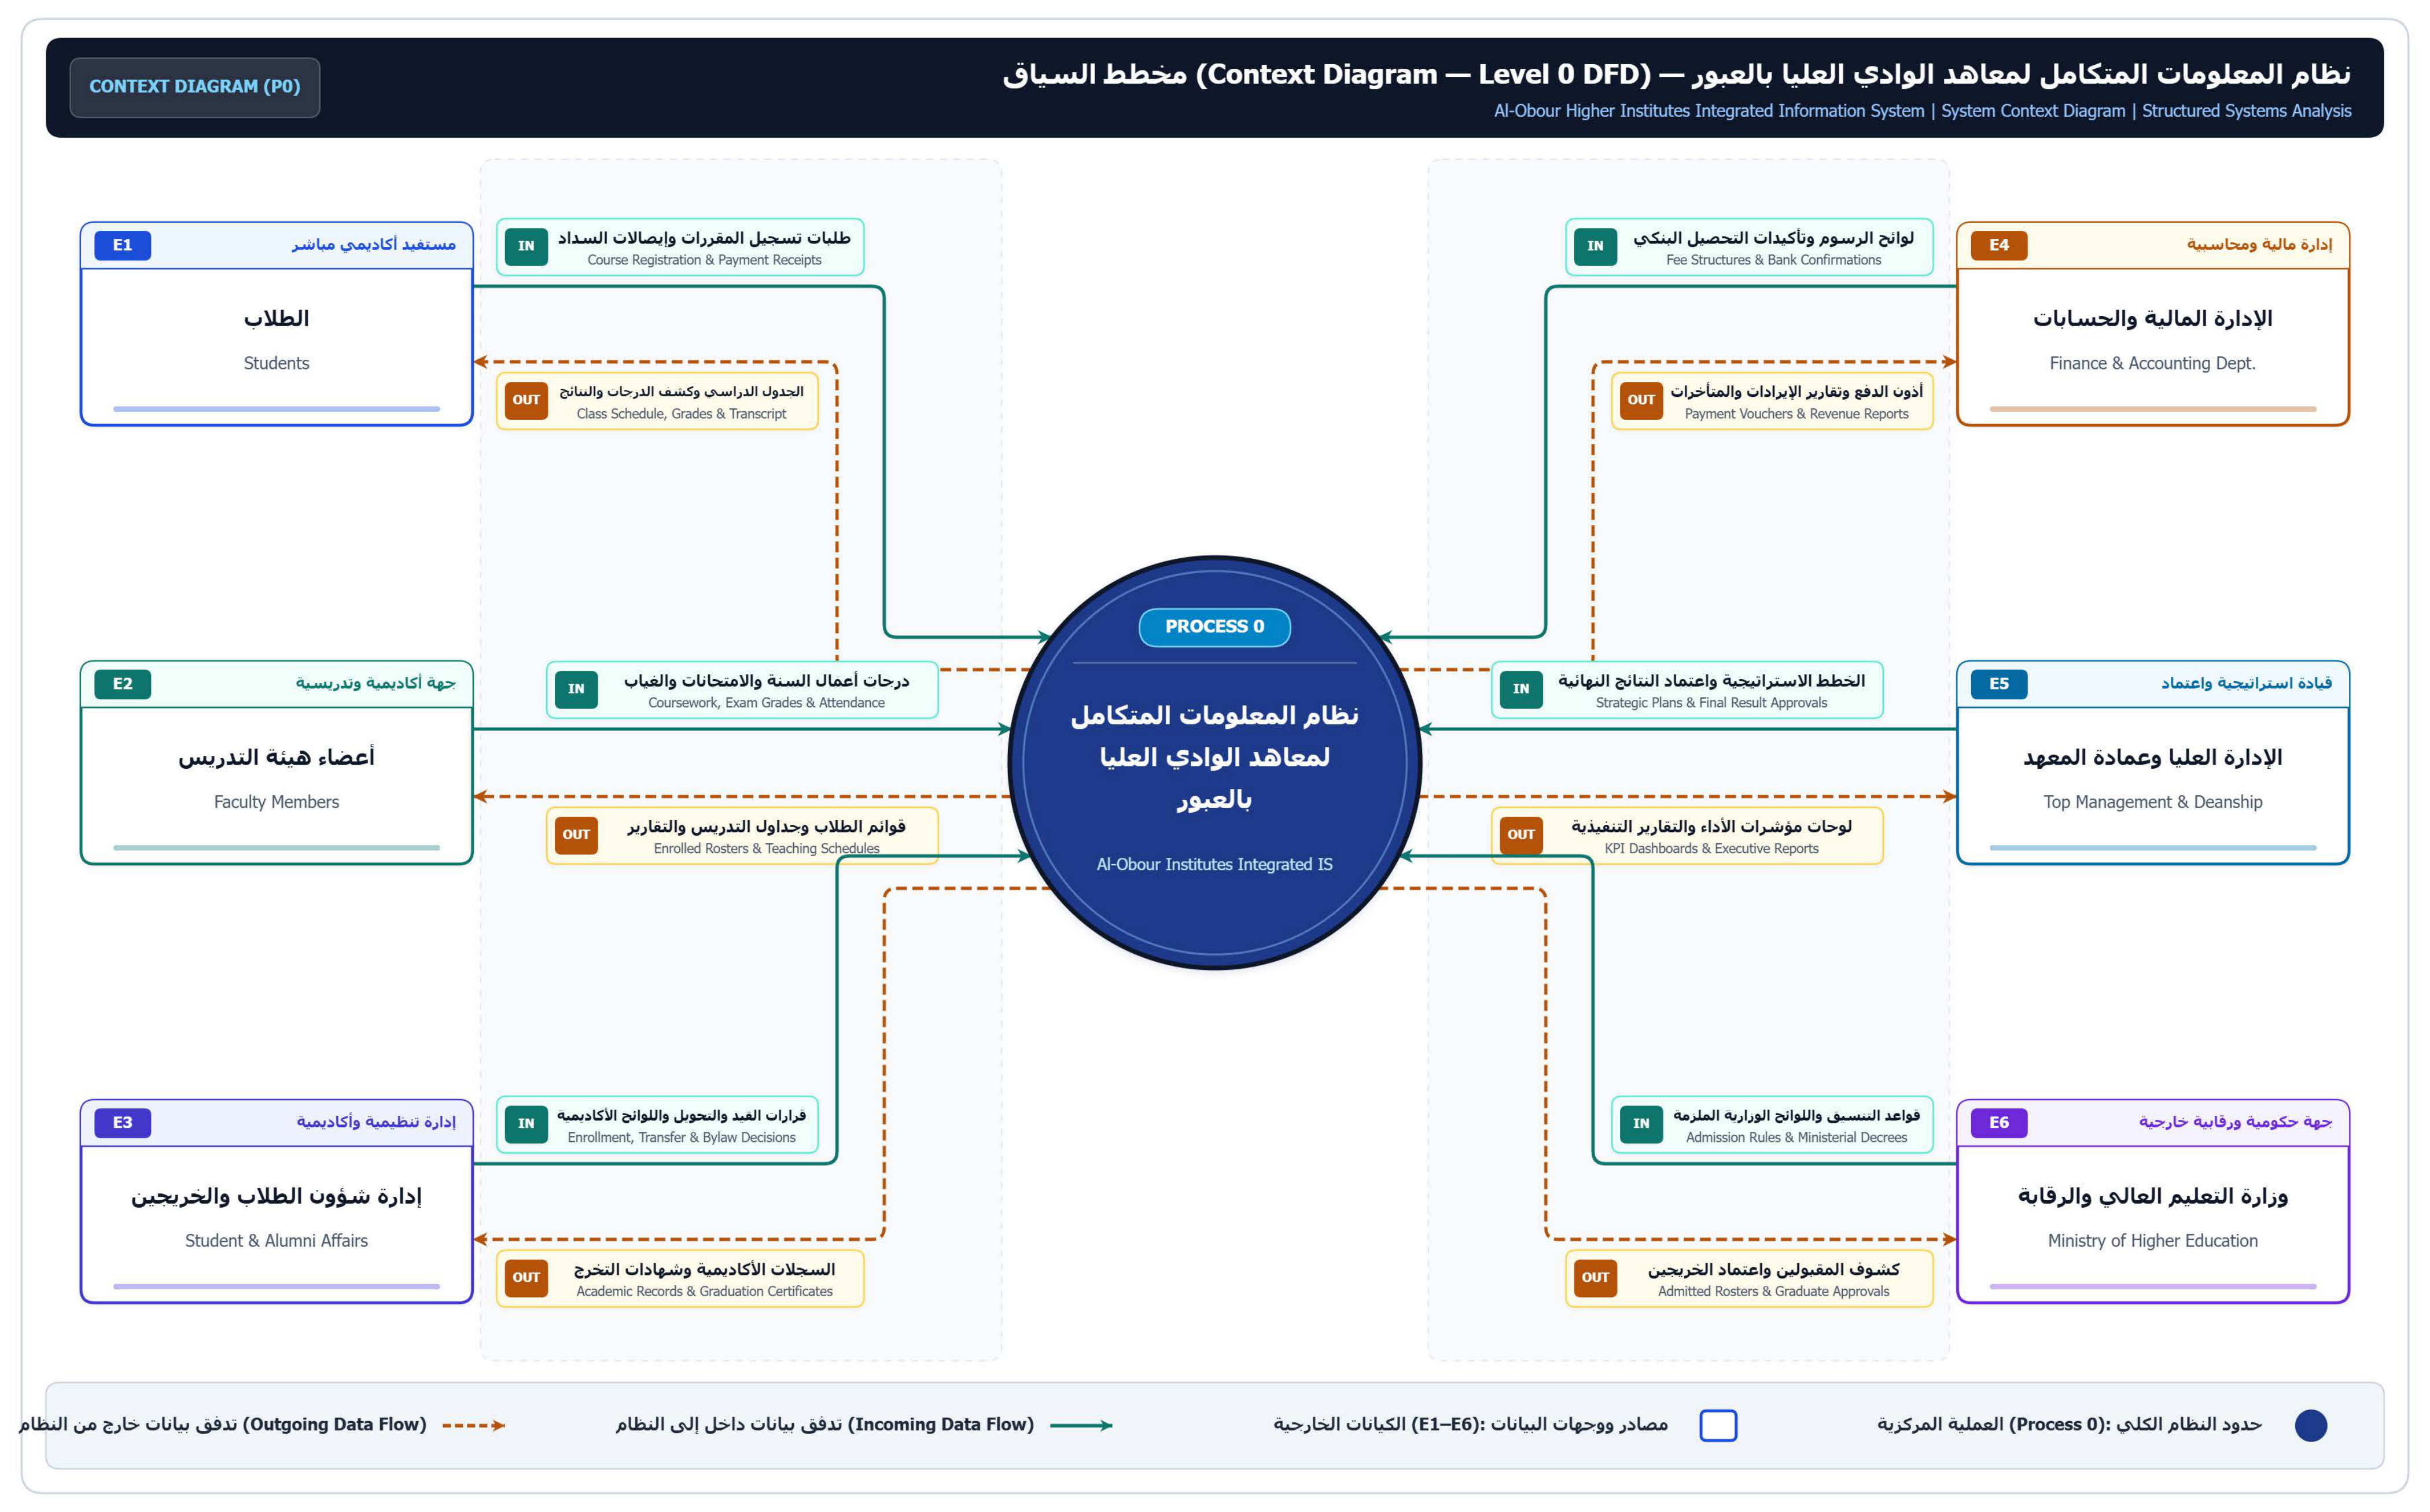 نظام المعلومات المتكامل لمعاهد الوادي العليا بالعبور — (Context Diagram — Level 0 DFD) مخطط السياق
Al-Obour Higher Institutes Integrated Information System | System Context Diagram | Structured Systems Analysis
CONTEXT DIAGRAM (P0)
E1
مستفيد أكاديمي مباشر
الطلاب
Students
IN
طلبات تسجيل المقررات وإيصالات السداد
Course Registration & Payment Receipts
OUT
الجدول الدراسي وكشف الدرجات والنتائج
Class Schedule, Grades & Transcript
IN
لوائح الرسوم وتأكيدات التحصيل البنكي
Fee Structures & Bank Confirmations
OUT
أذون الدفع وتقارير الإيرادات والمتأخرات
Payment Vouchers & Revenue Reports
E4
إدارة مالية ومحاسبية
الإدارة المالية والحسابات
Finance & Accounting Dept.
E2
جهة أكاديمية وتدريسية
أعضاء هيئة التدريس
Faculty Members
IN
درجات أعمال السنة والامتحانات والغياب
Coursework, Exam Grades & Attendance
OUT
قوائم الطلاب وجداول التدريس والتقارير
Enrolled Rosters & Teaching Schedules
PROCESS 0
نظام المعلومات المتكامل
لمعاهد الوادي العليا
بالعبور
Al-Obour Institutes Integrated IS
IN
الخطط الاستراتيجية واعتماد النتائج النهائية
Strategic Plans & Final Result Approvals
OUT
لوحات مؤشرات الأداء والتقارير التنفيذية
KPI Dashboards & Executive Reports
E5
قيادة استراتيجية واعتماد
الإدارة العليا وعمادة المعهد
Top Management & Deanship
E3
إدارة تنظيمية وأكاديمية
إدارة شؤون الطلاب والخريجين
Student & Alumni Affairs
IN
قرارات القيد والتحويل واللوائح الأكاديمية
Enrollment, Transfer & Bylaw Decisions
OUT
السجلات الأكاديمية وشهادات التخرج
Academic Records & Graduation Certificates
IN
قواعد التنسيق واللوائح الوزارية الملزمة
Admission Rules & Ministerial Decrees
OUT
كشوف المقبولين واعتماد الخريجين
Admitted Rosters & Graduate Approvals
E6
جهة حكومية ورقابية خارجية
وزارة التعليم العالي والرقابة
Ministry of Higher Education
حدود النظام الكلي :(Process 0) العملية المركزية
مصادر ووجهات البيانات :(E1–E6) الكيانات الخارجية
(Incoming Data Flow) تدفق بيانات داخل إلى النظام
(Outgoing Data Flow) تدفق بيانات خارج من النظام